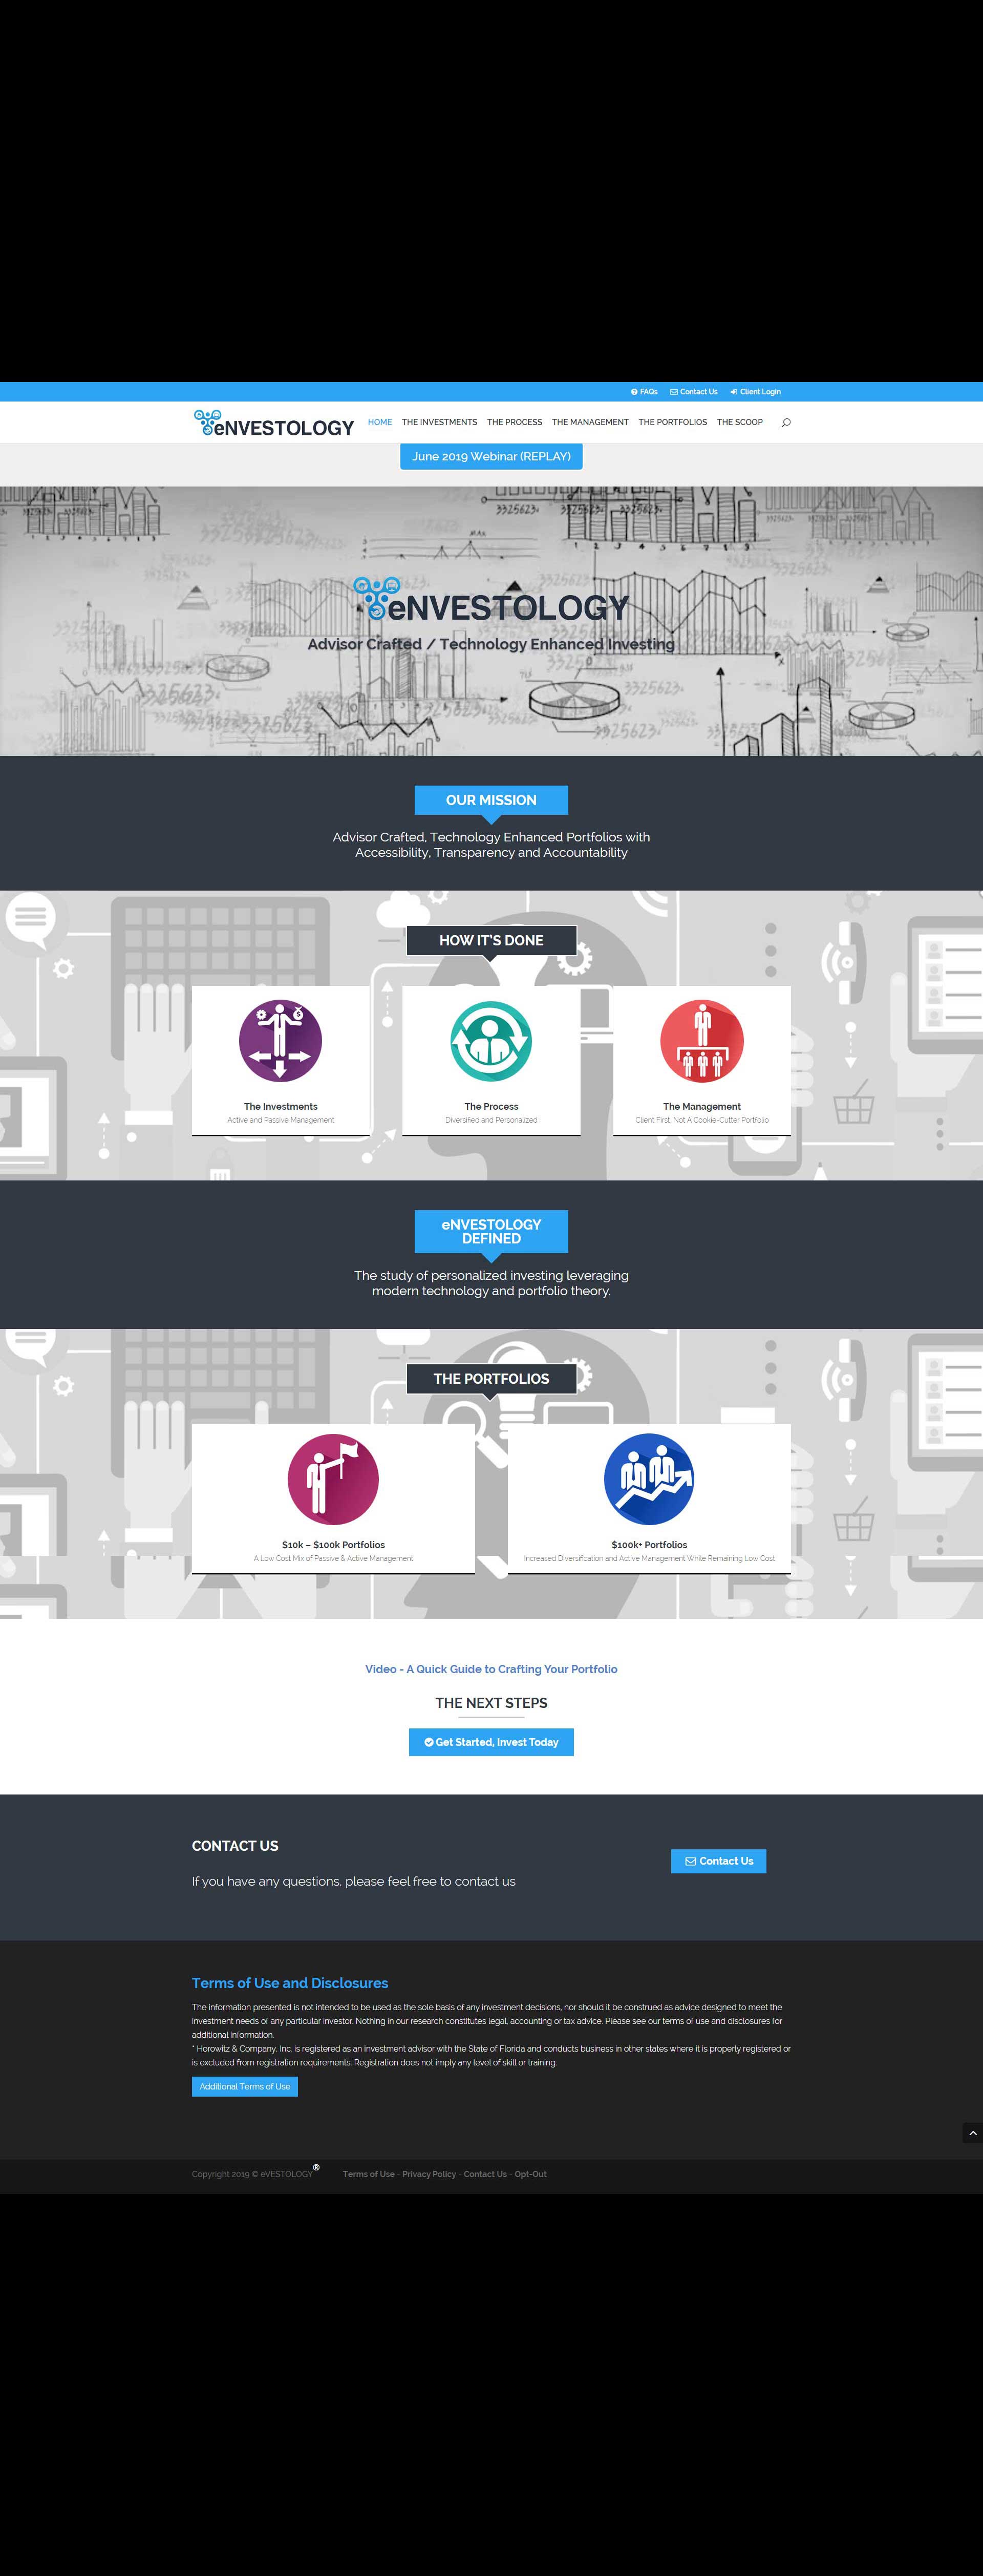 FAQs Contact Us Client Login
eNVESTOLOGY HOME THE INVESTMENTS THE PROCESS THE MANAGEMENT THE PORTFOLIOS THE SCOOP
June 2019 Webinar (REPLAY)
eNVESTOLOGY
Advisor Crafted / Technology Enhanced Investing
OUR MISSION
Advisor Crafted, Technology Enhanced Portfolios with
Accessibility, Transparency and Accountability
HOW IT'S DONE
The Investments
Active and Passive Management
The Process
Diversified and Personalized
The Management
Client First, Not A Cookie-Cutter Portfolio
eNVESTOLOGY
DEFINED
The study of personalized investing leveraging
modern technology and portfolio theory.
THE PORTFOLIOS
$10k – $100k Portfolios
A Low Cost Mix of Passive & Active Management
$100k+ Portfolios
Increased Diversification and Active Management While Remaining Low Cost
Video - A Quick Guide to Crafting Your Portfolio
THE NEXT STEPS
Get Started, Invest Today
CONTACT US
If you have any questions, please feel free to contact us
Contact Us
Terms of Use and Disclosures
The information presented is not intended to be used as the sole basis of any investment decisions, nor should it be construed as advice designed to meet the
investment needs of any particular investor. Nothing in our research constitutes legal, accounting or tax advice. Please see our terms of use and disclosures for
additional information.
* Horowitz & Company, Inc. is registered as an investment advisor with the State of Florida and conducts business in other states where it is properly registered or
is excluded from registration requirements. Registration does not imply any level of skill or training.
Additional Terms of Use
Copyright 2019 © eVESTOLOGY® Terms of Use - Privacy Policy - Contact Us - Opt-Out